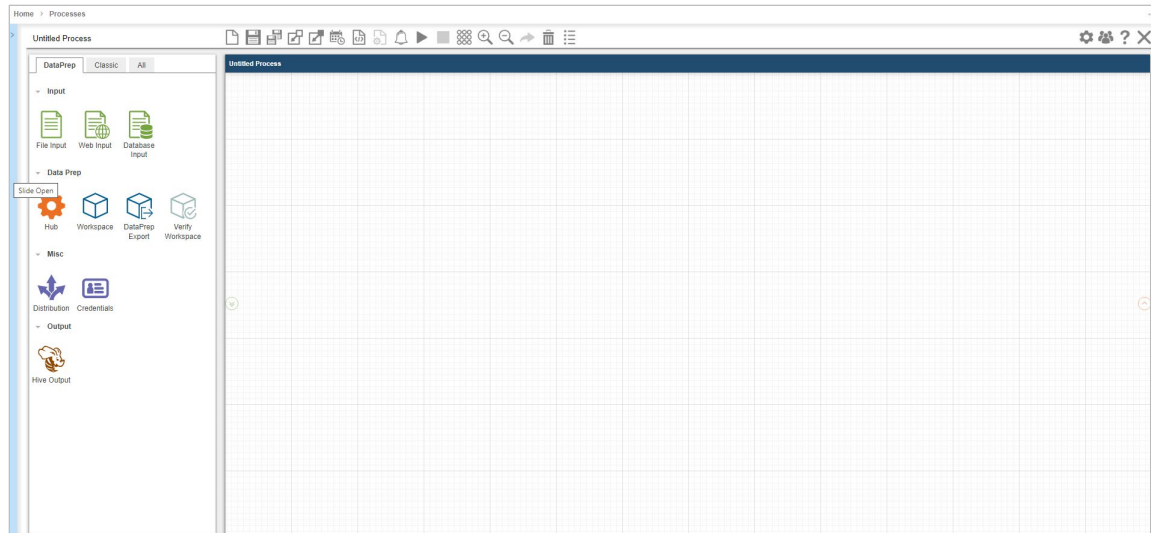 Home > Processes
>
Untitled Process
DataPrep Classic All
Untitled Process
Input
File Input Web Input Database Input
Data Prep
Slide Open
Hub Workspace DataPrep Export Verify Workspace
Misc
Distribution Credentials
Output
Hive Output